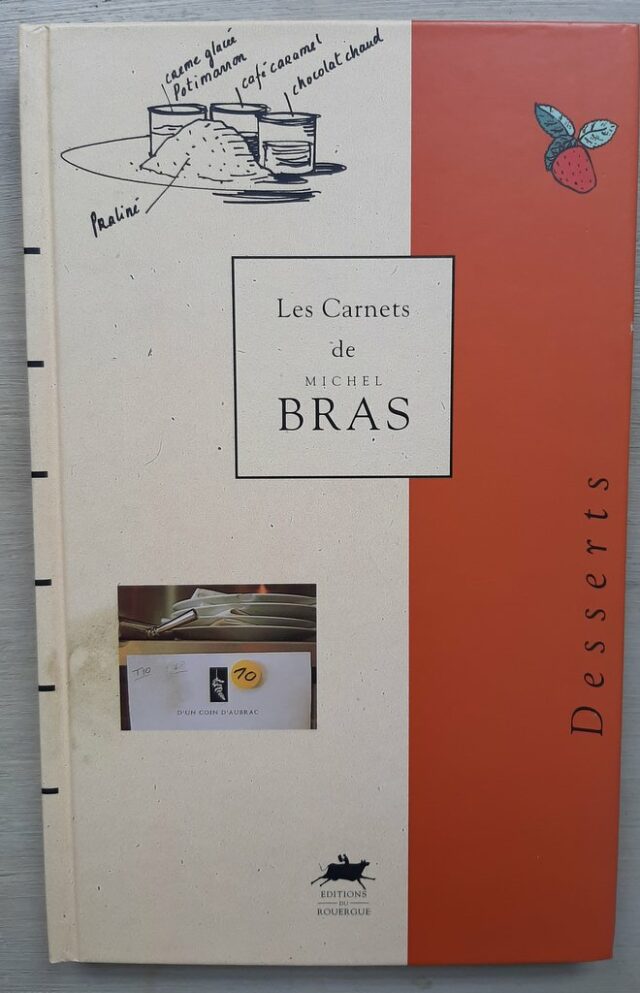 creme glacée
Potimarron
café caramel
chocolat chaud
Praliné
Les Carnets
de
MICHEL
BRAS
Desserts
10
D'UN COIN D'AUBRAC
EDITIONS
DU
ROUERGUE